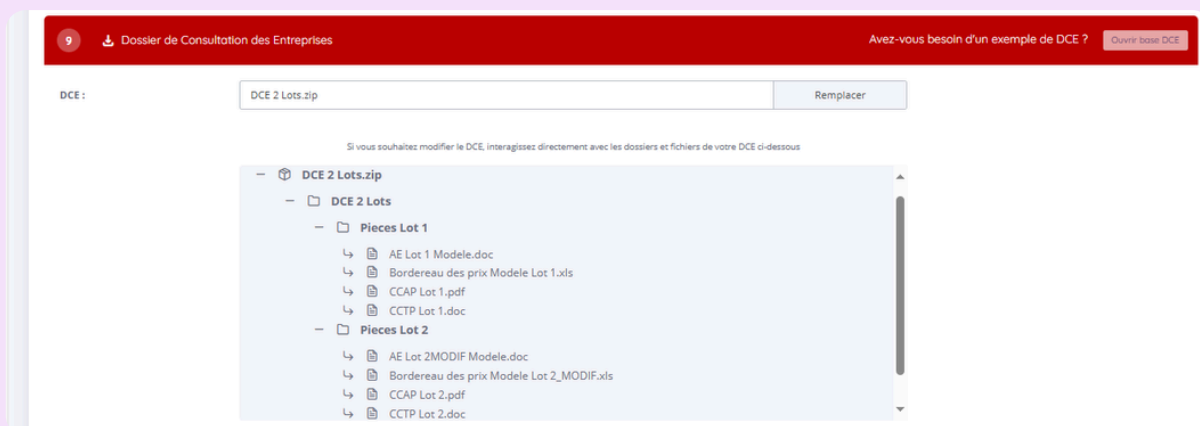 9 Dossier de Consultation des Entreprises Avez-vous besoin d'un exemple de DCE ? Ouvrir base DCE
DCE : DCE 2 Lots.zip Remplacer
Si vous souhaitez modifier le DCE, interagissez directement avec les dossiers et fichiers de votre DCE ci-dessous
DCE 2 Lots.zip
DCE 2 Lots
Pieces Lot 1
AE Lot 1 Modele.doc
Bordereau des prix Modele Lot 1.xls
CCAP Lot 1.pdf
CCTP Lot 1.doc
Pieces Lot 2
AE Lot 2MODIF Modele.doc
Bordereau des prix Modele Lot 2_MODIF.xls
CCAP Lot 2.pdf
CCTP Lot 2.doc